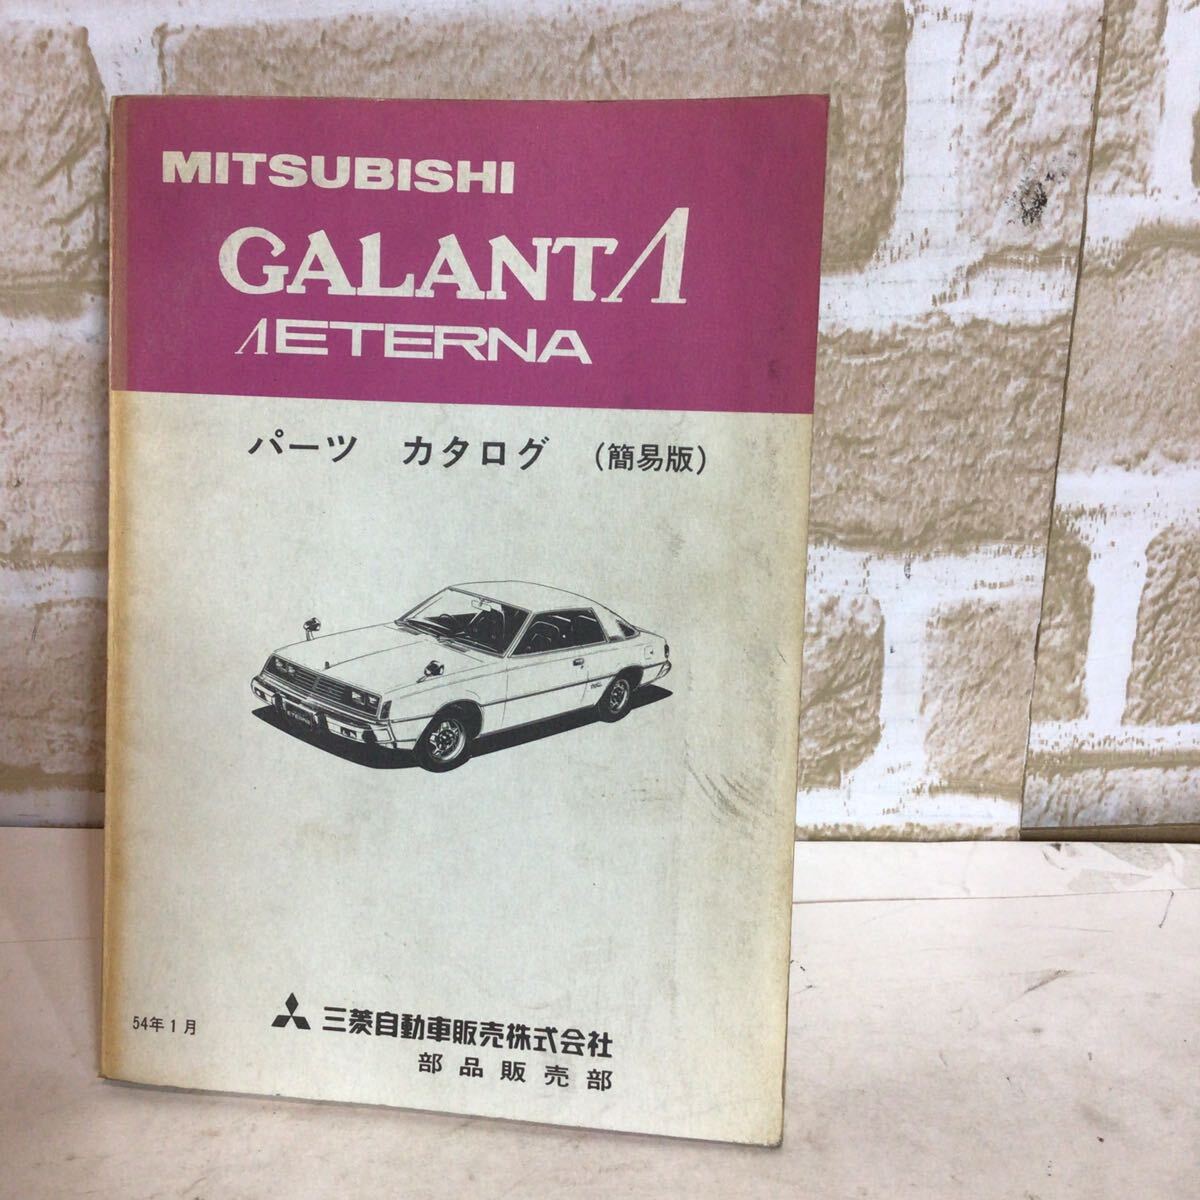 MITSUBISHI
GALANTΛ
ΛETERNA
パーツ カタログ (簡易版)
ETERNA
54年1月
三菱自動車販売株式会社
部品販売部